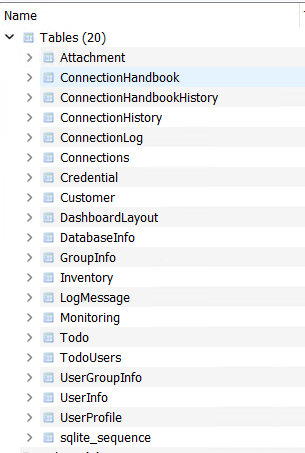 Name
Tables (20)
Attachment
ConnectionHandbook
ConnectionHandbookHistory
ConnectionHistory
ConnectionLog
Connections
Credential
Customer
DashboardLayout
DatabaseInfo
GroupInfo
Inventory
LogMessage
Monitoring
Todo
TodoUsers
UserGroupInfo
UserInfo
UserProfile
sqlite_sequence